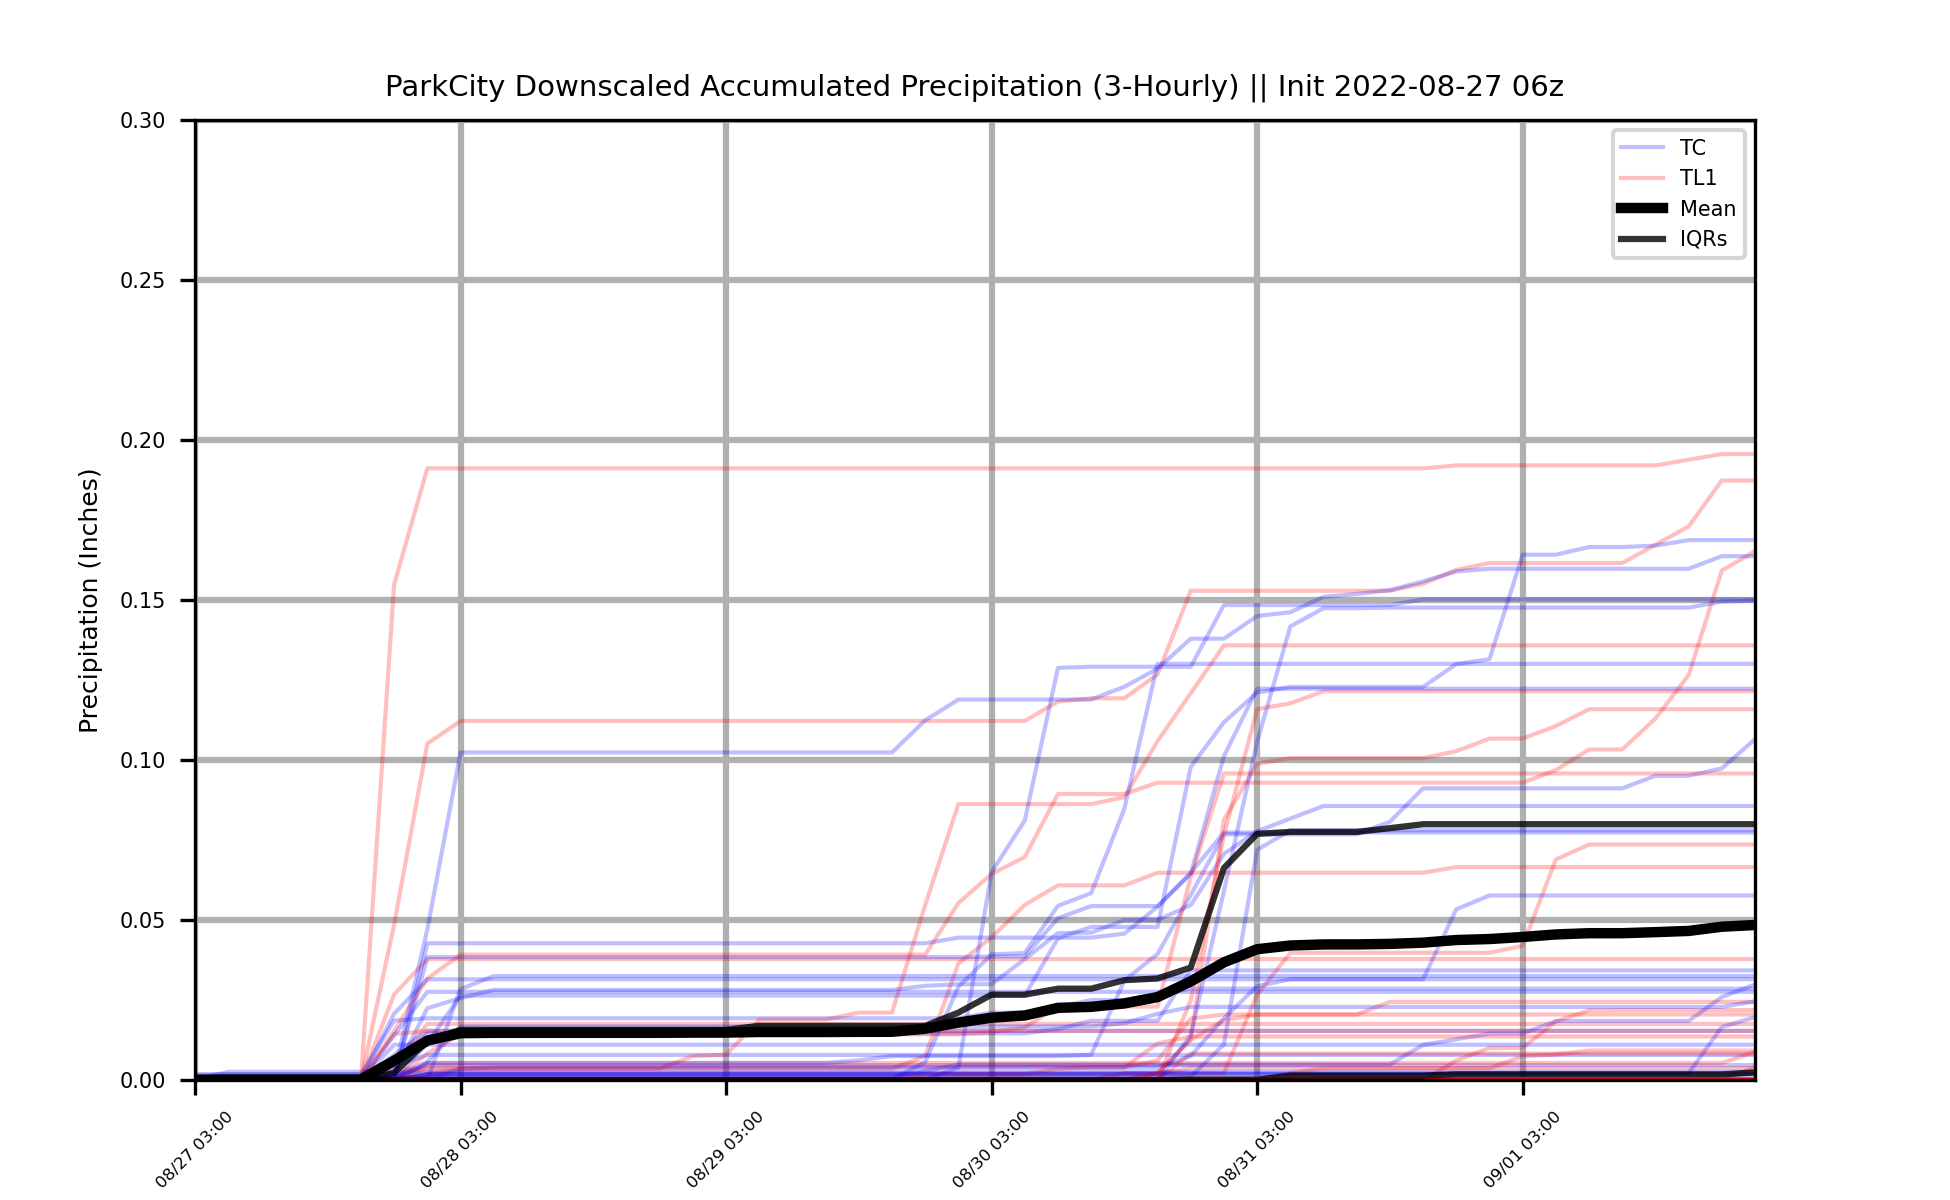 ParkCity Downscaled Accumulated Precipitation (3-Hourly) || Init 2022-08-27 06z
TC
TL1
Mean
IQRs
Precipitation (Inches)
0.30
0.25
0.20
0.15
0.10
0.05
0.00
08/27 03:00
08/28 03:00
08/29 03:00
08/30 03:00
08/31 03:00
09/01 03:00